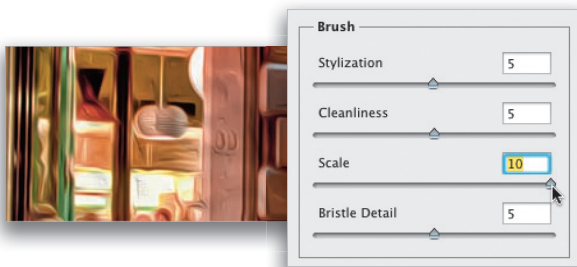 Brush
Stylization 5
Cleanliness 5
Scale 10
Bristle Detail 5